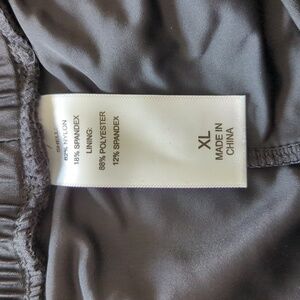 82% NYLON
18% SPANDEX
LINING:
88% POLYESTER
12% SPANDEX
XL
MADE IN
CHINA